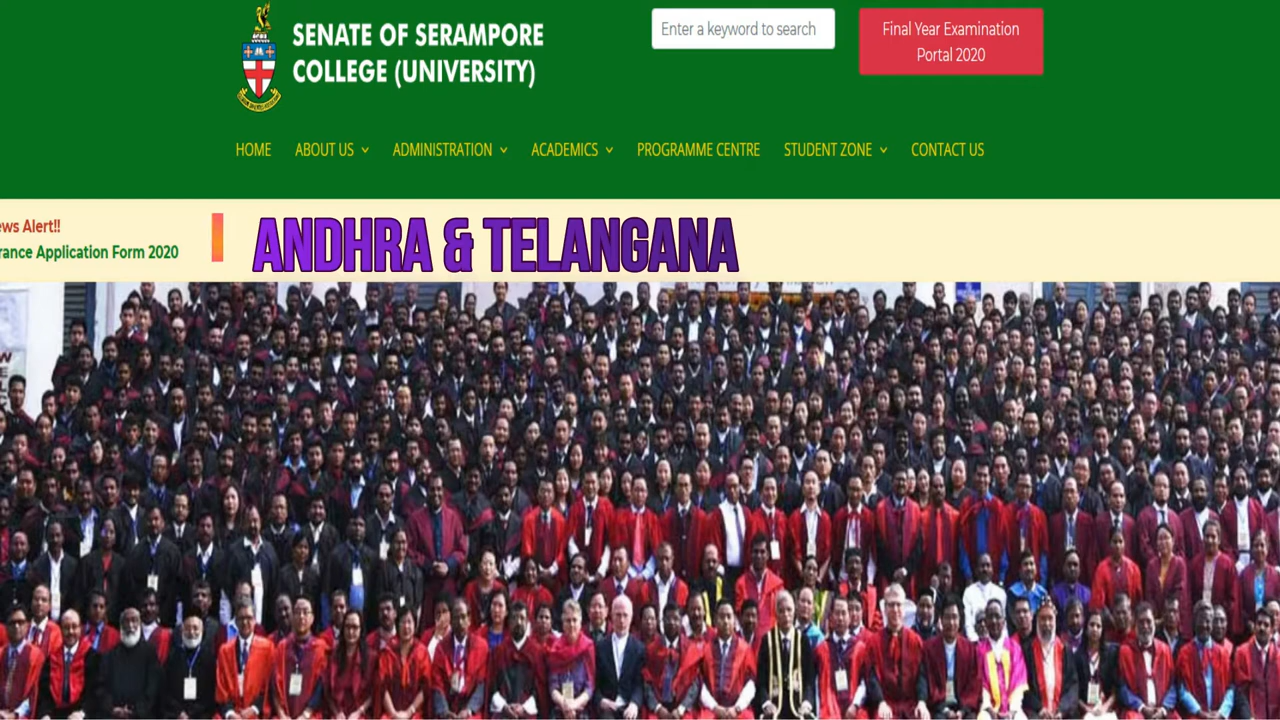 SENATE OF SERAMPORE
COLLEGE (UNIVERSITY)
Enter a keyword to search
Final Year Examination
Portal 2020
HOME
ABOUT US
ADMINISTRATION
ACADEMICS
PROGRAMME CENTRE
STUDENT ZONE
CONTACT US
ews Alert!!
rance Application Form 2020
ANDHRA & TELANGANA